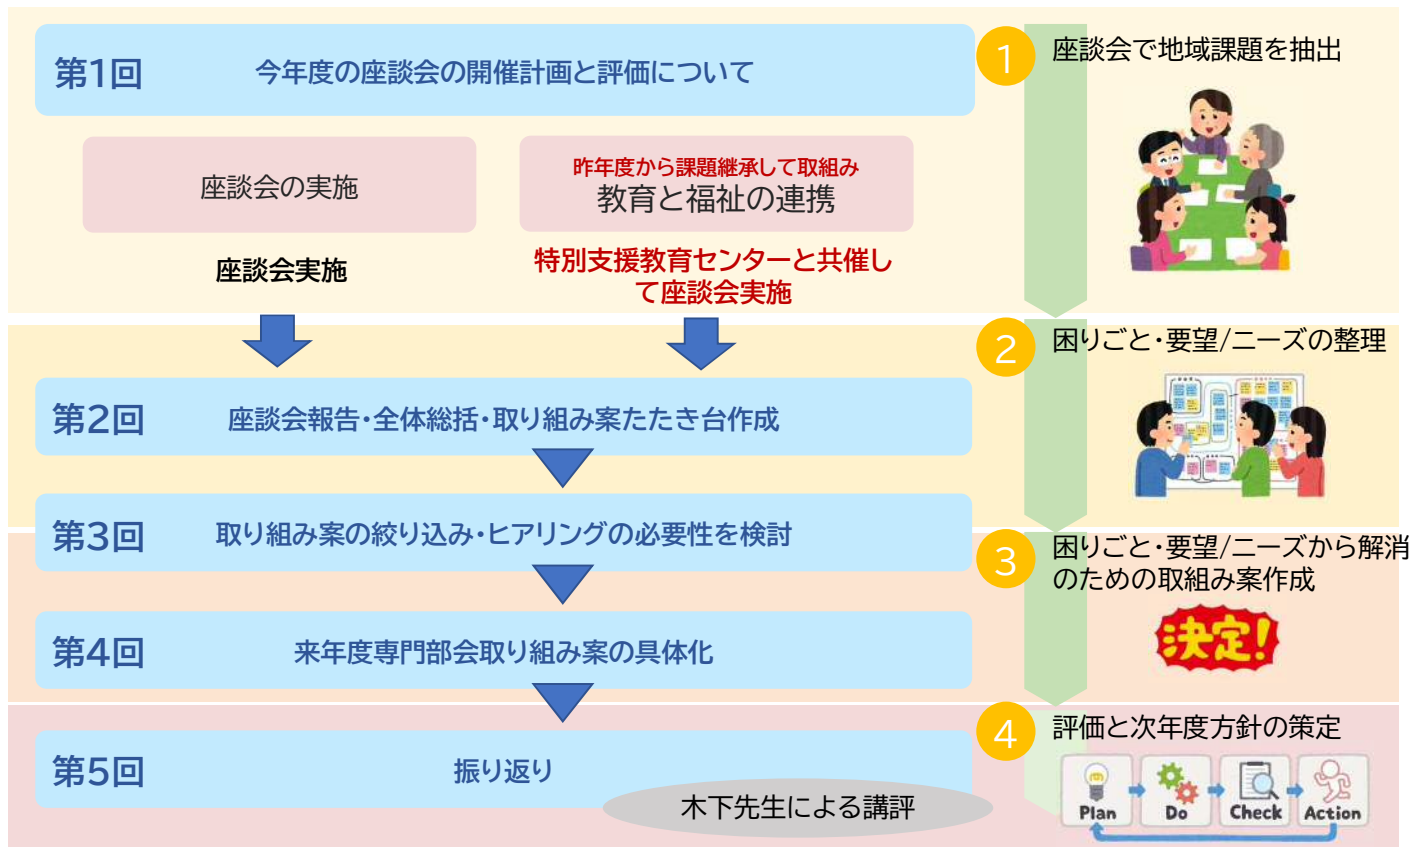 第1回
今年度の座談会の開催計画と評価について
1
座談会で地域課題を抽出
座談会の実施
昨年度から課題継承して取組み
教育と福祉の連携
座談会実施
特別支援教育センターと共催し
て座談会実施
2
困りごと・要望/ニーズの整理
第2回
座談会報告・全体総括・取り組み案たたき台作成
第3回
取り組み案の絞り込み・ヒアリングの必要性を検討
3
困りごと・要望/ニーズから解消
のための取組み案作成
決定!
第4回
来年度専門部会取り組み案の具体化
4
評価と次年度方針の策定
第5回
振り返り
木下先生による講評
Plan
Do
Check
Action